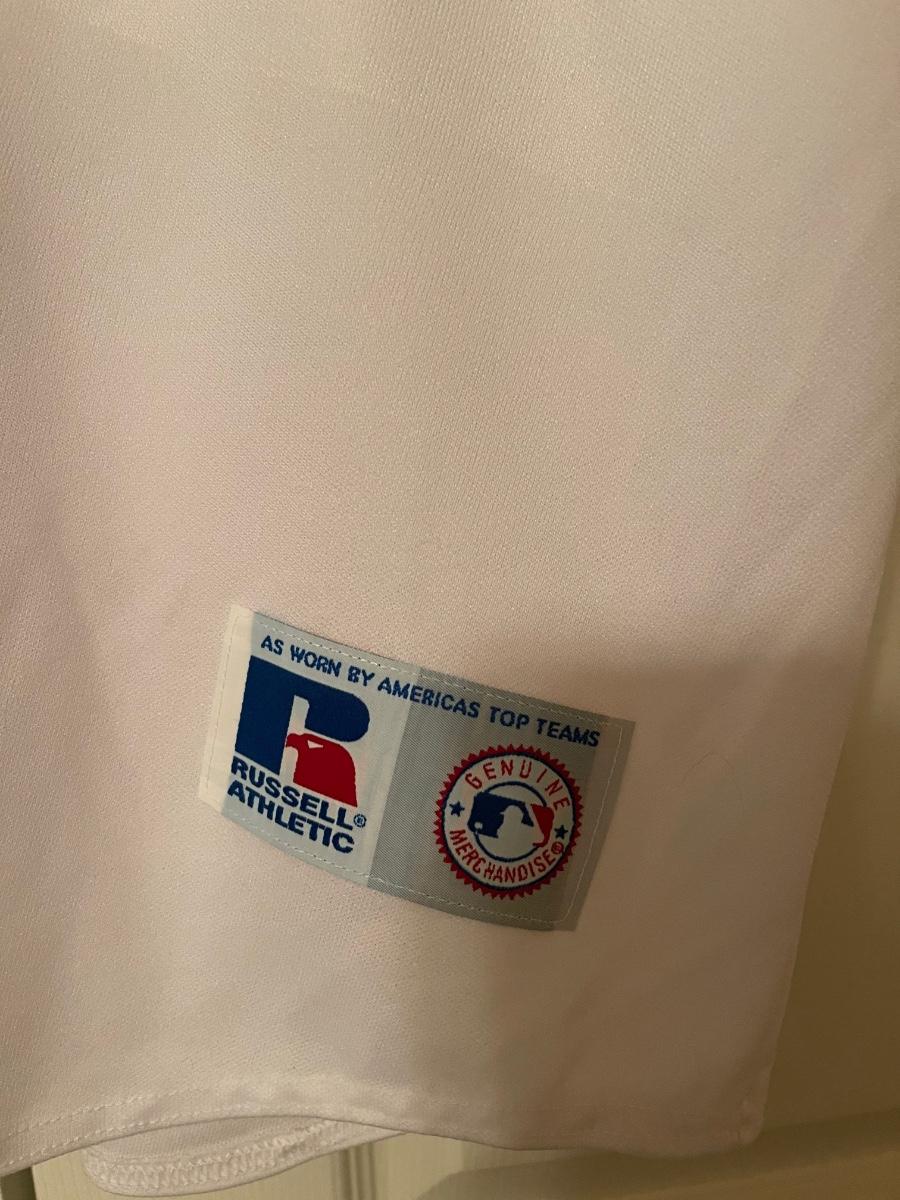 AS WORN BY AMERICAS TOP TEAMS
RUSSELL
ATHLETIC®
GENUINE
MERCHANDISE®